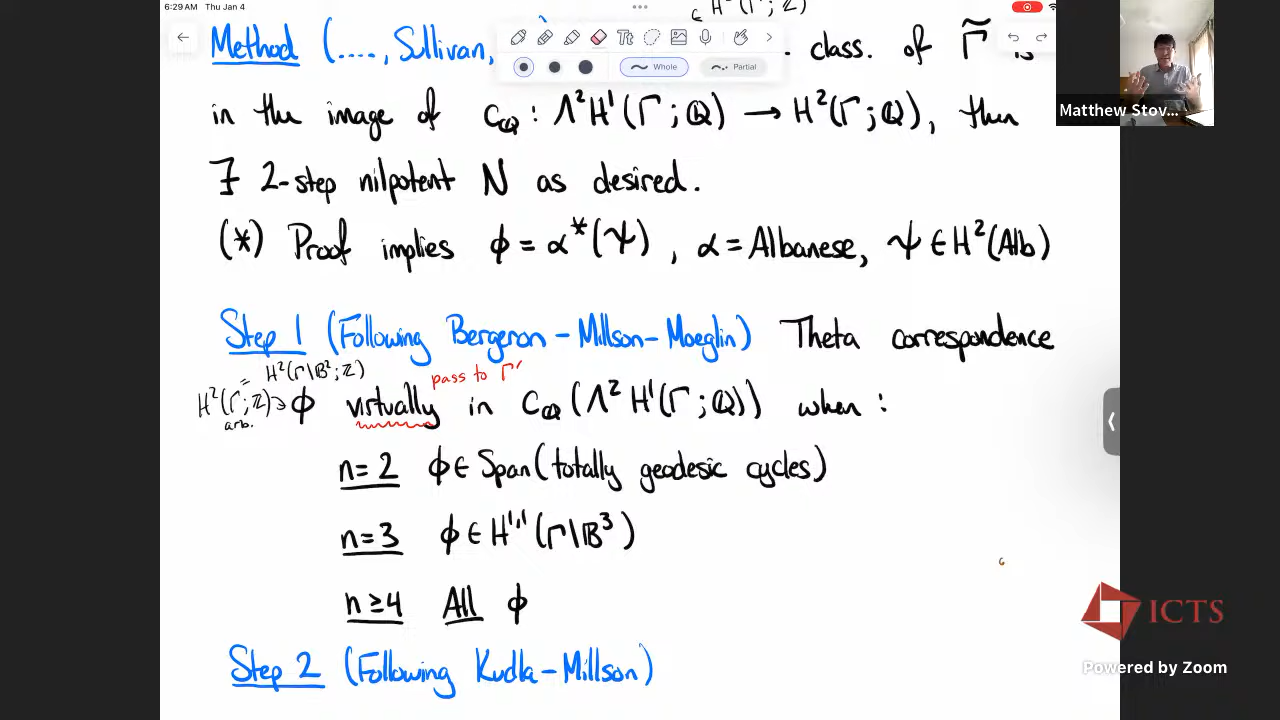 6:29 AM Thu Jan 4
∈ H²(Γ; ℤ)
Method (...., Sullivan, class. of Γ̃ is
Whole Partial
in the image of c_ℚ : Λ²H¹(Γ; ℚ) → H²(Γ; ℚ), then
∃ 2-step nilpotent N as desired.
(*) Proof implies φ = α*(ψ), α = Albanese, ψ ∈ H²(Alb)
Step 1 (Following Bergeron – Millson – Moeglin) Theta correspondence
= H²(Γ\𝔹²; ℤ) pass to Γ'
H²(Γ; ℤ) ∋ φ virtually in c_ℚ(Λ²H¹(Γ; ℚ)) when :
arb.
n=2 φ ∈ Span(totally geodesic cycles)
n=3 φ ∈ H^{1,1}(Γ\𝔹³)
n≥4 All φ
Step 2 (Following Kudla – Millson)
Matthew Stov...
ICTS
Powered by Zoom